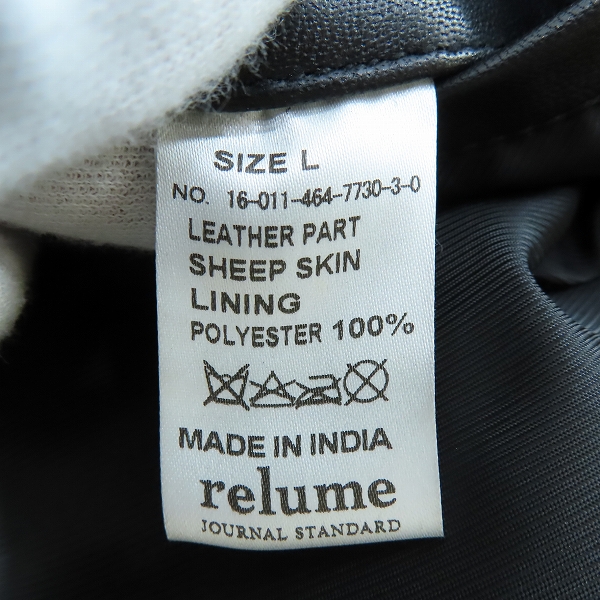 SIZE L
NO. 16-011-464-7730-3-0
LEATHER PART
SHEEP SKIN
LINING
POLYESTER 100%
MADE IN INDIA
relume
JOURNAL STANDARD